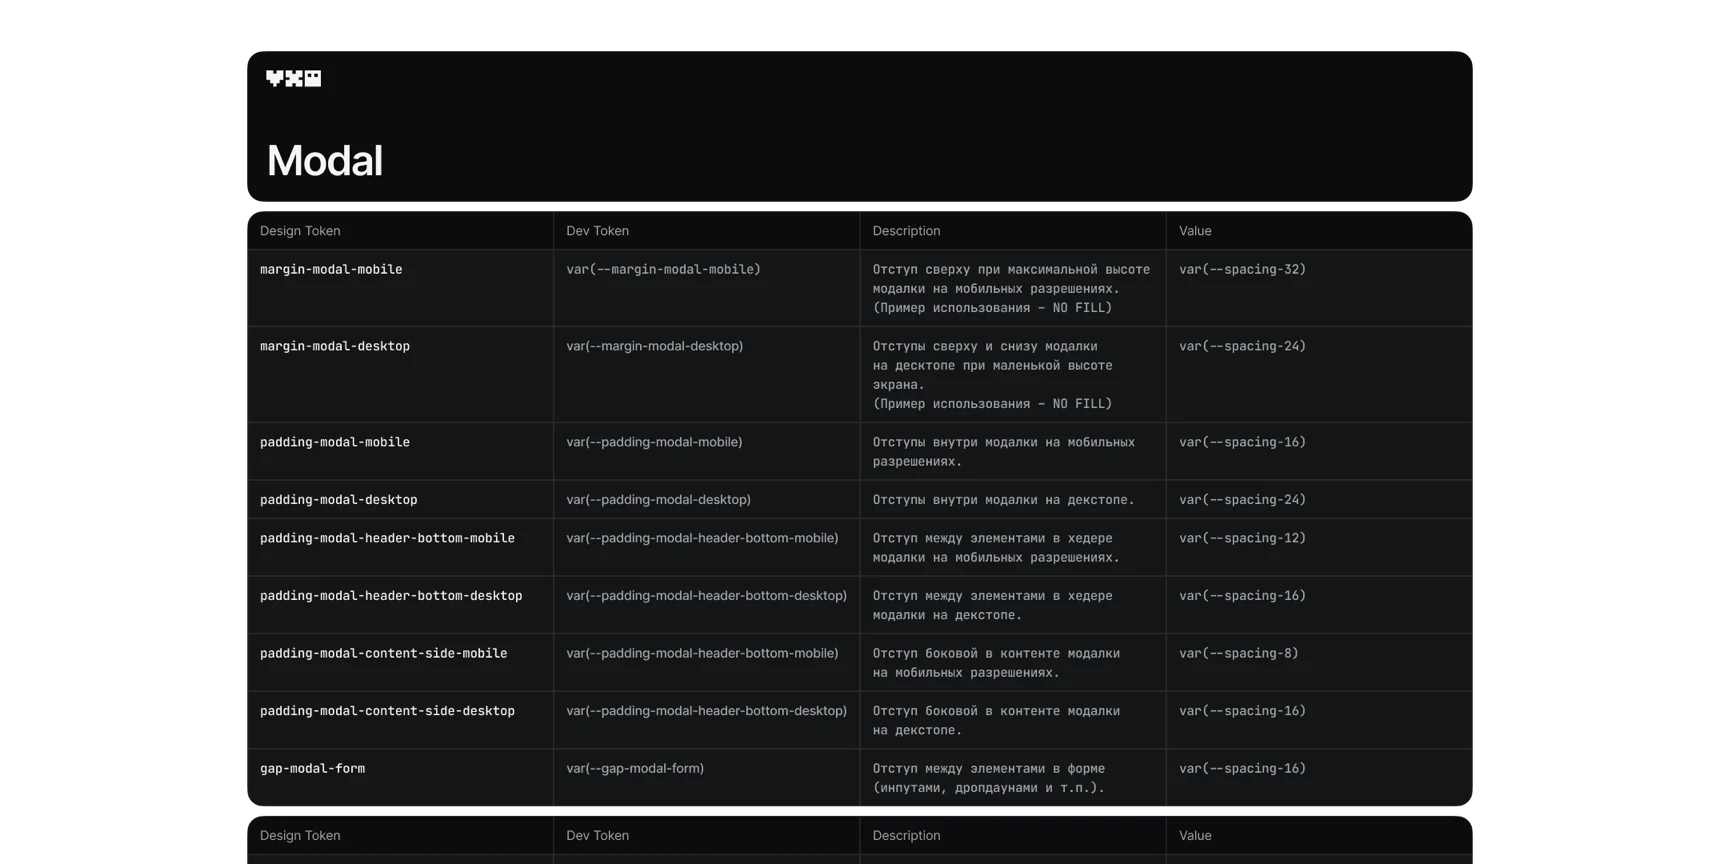 Modal
Design Token
Dev Token
Description
Value
margin-modal-mobile
var(--margin-modal-mobile)
Отступ сверху при максимальной высоте
модалки на мобильных разрешениях.
(Пример использования – NO FILL)
var(--spacing-32)
margin-modal-desktop
var(--margin-modal-desktop)
Отступы сверху и снизу модалки
на десктопе при маленькой высоте
экрана.
(Пример использования – NO FILL)
var(--spacing-24)
padding-modal-mobile
var(--padding-modal-mobile)
Отступы внутри модалки на мобильных
разрешениях.
var(--spacing-16)
padding-modal-desktop
var(--padding-modal-desktop)
Отступы внутри модалки на декстопе.
var(--spacing-24)
padding-modal-header-bottom-mobile
var(--padding-modal-header-bottom-mobile)
Отступ между элементами в хедере
модалки на мобильных разрешениях.
var(--spacing-12)
padding-modal-header-bottom-desktop
var(--padding-modal-header-bottom-desktop)
Отступ между элементами в хедере
модалки на декстопе.
var(--spacing-16)
padding-modal-content-side-mobile
var(--padding-modal-header-bottom-mobile)
Отступ боковой в контенте модалки
на мобильных разрешениях.
var(--spacing-8)
padding-modal-content-side-desktop
var(--padding-modal-header-bottom-desktop)
Отступ боковой в контенте модалки
на декстопе.
var(--spacing-16)
gap-modal-form
var(--gap-modal-form)
Отступ между элементами в форме
(инпутами, дропдаунами и т.п.).
var(--spacing-16)
Design Token
Dev Token
Description
Value